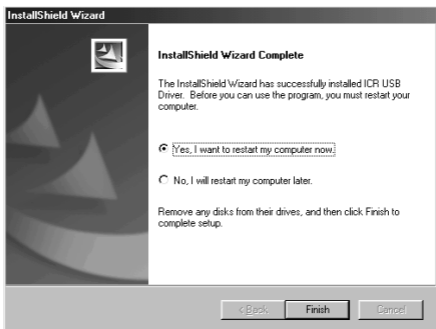 InstallShield Wizard
InstallShield Wizard Complete
The InstallShield Wizard has successfully installed ICR USB
Driver. Before you can use the program, you must restart your
computer.
Yes, I want to restart my computer now.
No, I will restart my computer later.
Remove any disks from their drives, and then click Finish to
complete setup.
< Back
Finish
Cancel